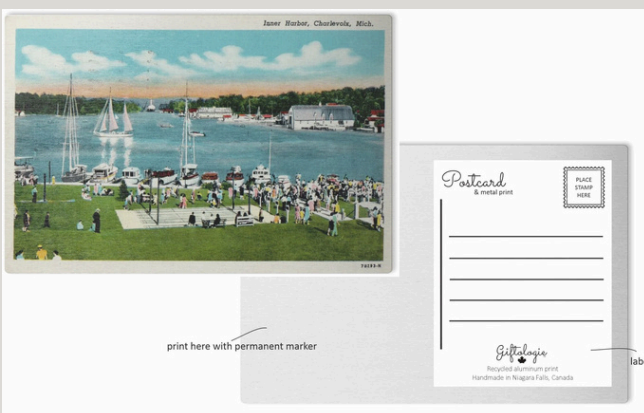 Inner Harbor, Charlevoix, Mich.
Postcard
& metal print
PLACE
STAMP
HERE
print here with permanent marker
Giftologie
lab
Recycled aluminum print
Handmade in Niagara Falls, Canada